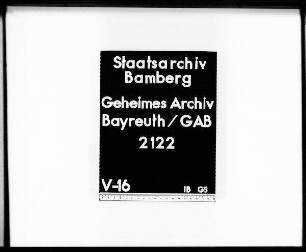 Staatsarchiv
Bamberg
Geheimes Archiv
Bayreuth / GAB
2122
V-16 IB GS